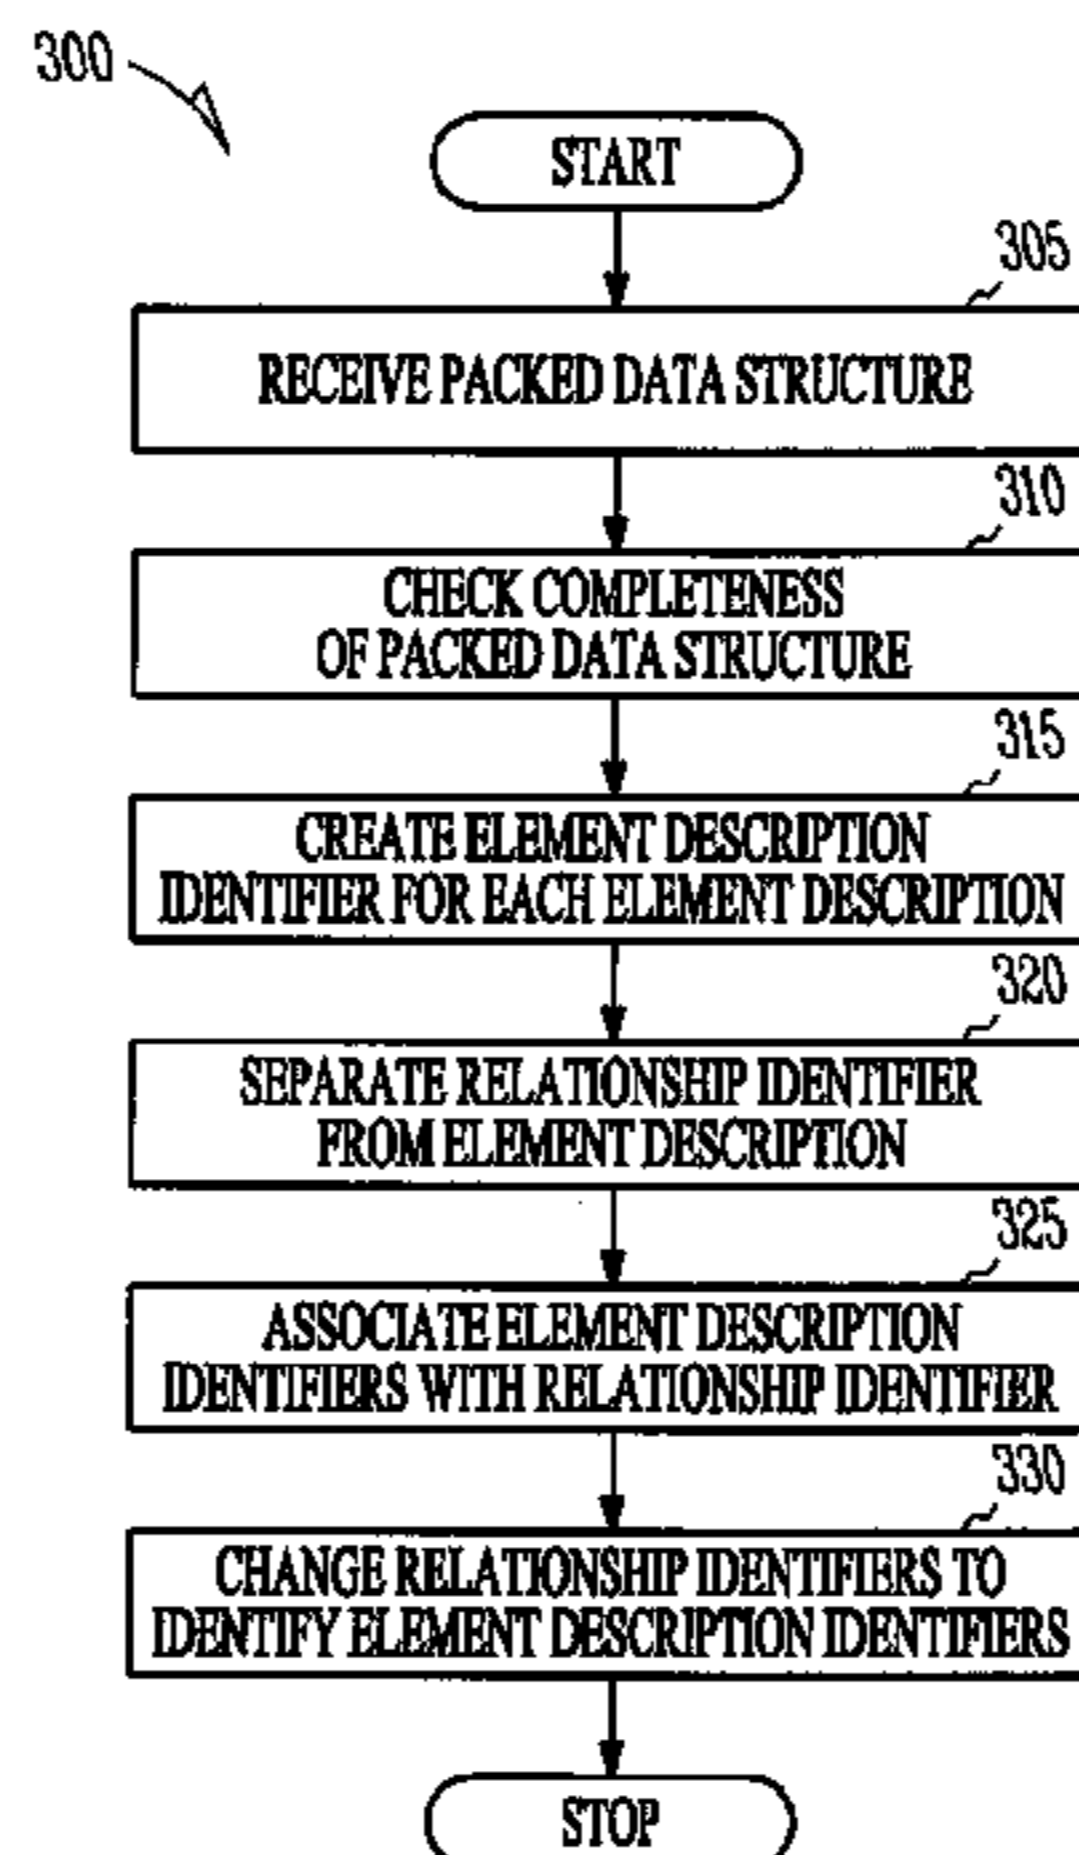 300
START
305
RECEIVE PACKED DATA STRUCTURE
310
CHECK COMPLETENESS
OF PACKED DATA STRUCTURE
315
CREATE ELEMENT DESCRIPTION
IDENTIFIER FOR EACH ELEMENT DESCRIPTION
320
SEPARATE RELATIONSHIP IDENTIFIER
FROM ELEMENT DESCRIPTION
325
ASSOCIATE ELEMENT DESCRIPTION
IDENTIFIERS WITH RELATIONSHIP IDENTIFIER
330
CHANGE RELATIONSHIP IDENTIFIERS TO
IDENTIFY ELEMENT DESCRIPTION IDENTIFIERS
STOP